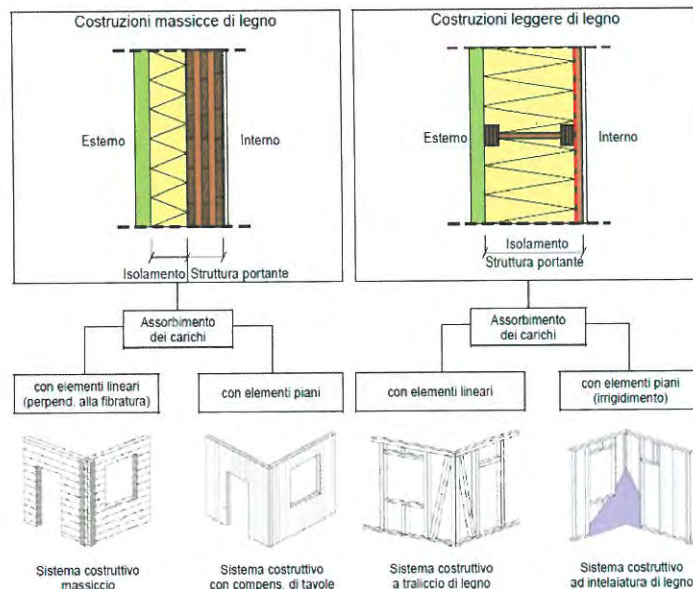 Costruzioni massicce di legno
Esterno
Interno
Isolamento
Struttura portante
Assorbimento
dei carichi
con elementi lineari
(perpend. alla fibratura)
con elementi piani
Sistema costruttivo
massiccio
Sistema costruttivo
con compens. di tavole
Costruzioni leggere di legno
Esterno
Interno
Isolamento
Struttura portante
Assorbimento
dei carichi
con elementi lineari
con elementi piani
(irrigidimento)
Sistema costruttivo
a traliccio di legno
Sistema costruttivo
ad intelaiatura di legno